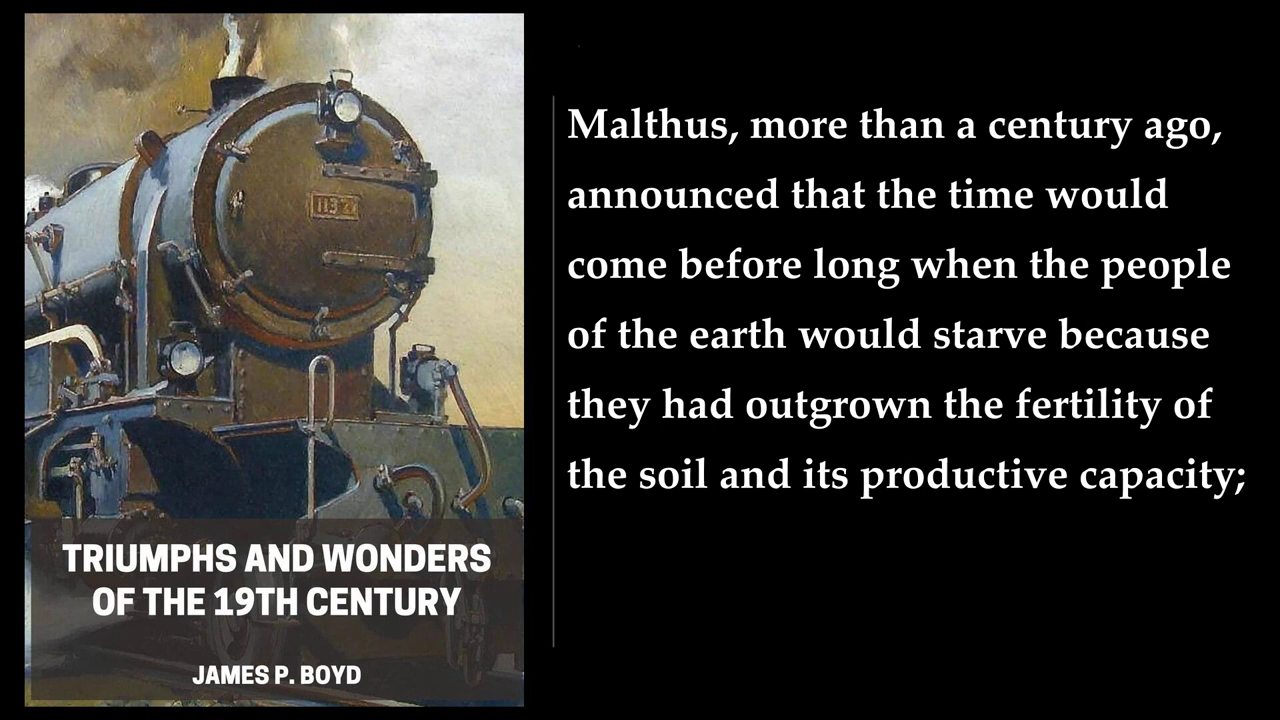 Malthus, more than a century ago,
announced that the time would
come before long when the people
of the earth would starve because
they had outgrown the fertility of
the soil and its productive capacity;
TRIUMPHS AND WONDERS
OF THE 19TH CENTURY
JAMES P. BOYD